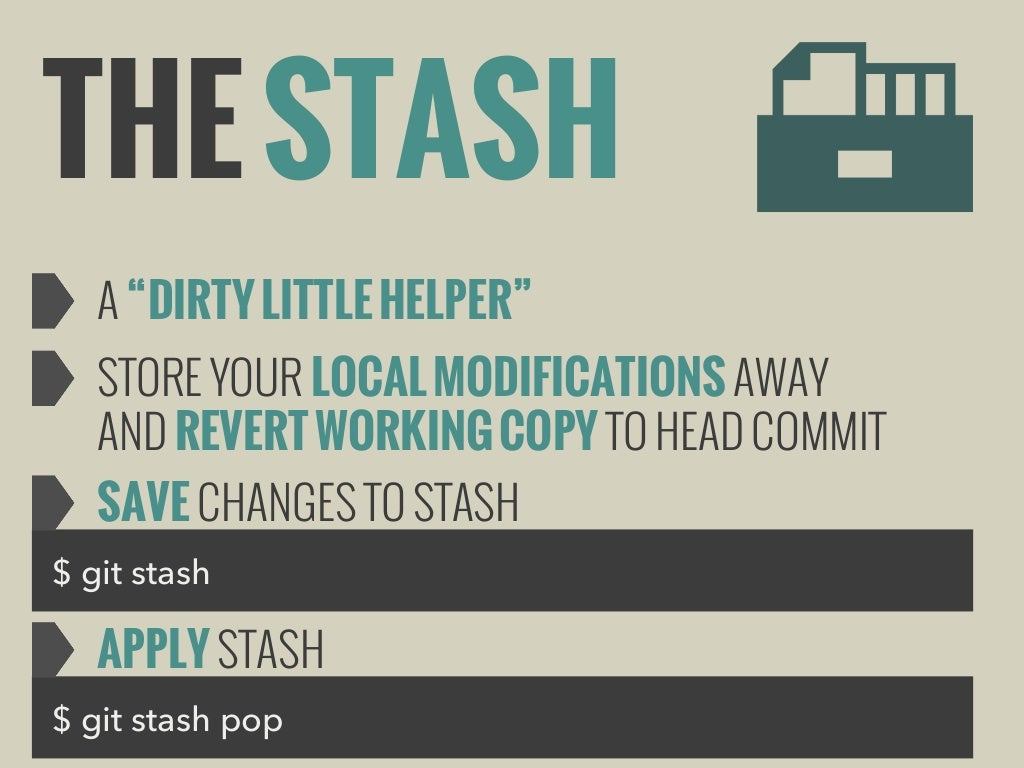 THE STASH
A “DIRTY LITTLE HELPER”
STORE YOUR LOCAL MODIFICATIONS AWAY
AND REVERT WORKING COPY TO HEAD COMMIT
SAVE CHANGES TO STASH
$ git stash
APPLY STASH
$ git stash pop